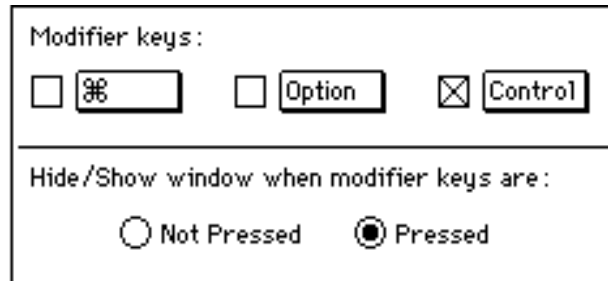 Modifier keys:
⌘ Option Control
Hide/Show window when modifier keys are:
Not Pressed Pressed